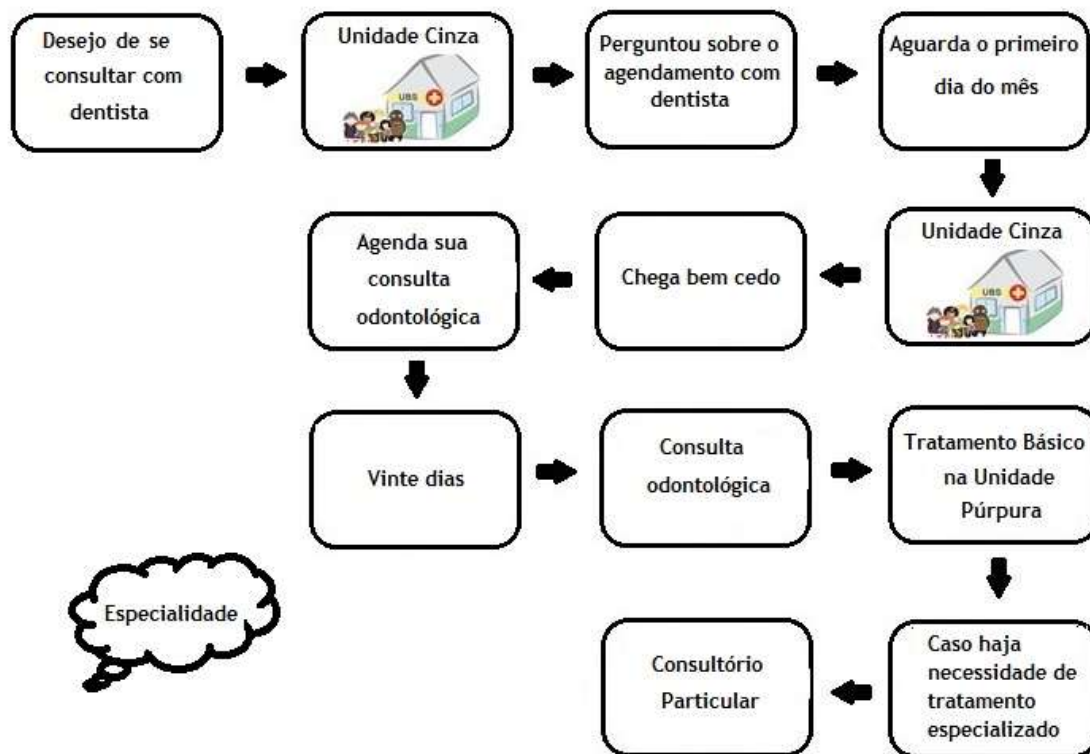 Desejo de se
consultar com
dentista
Unidade Cinza
UBS
Perguntou sobre o
agendamento com
dentista
Aguarda o primeiro
dia do mês
Unidade Cinza
UBS
Chega bem cedo
Agenda sua
consulta
odontológica
Vinte dias
Consulta
odontológica
Tratamento Básico
na Unidade
Púrpura
Caso haja
necessidade de
tratamento
especializado
Consultório
Particular
Especialidade